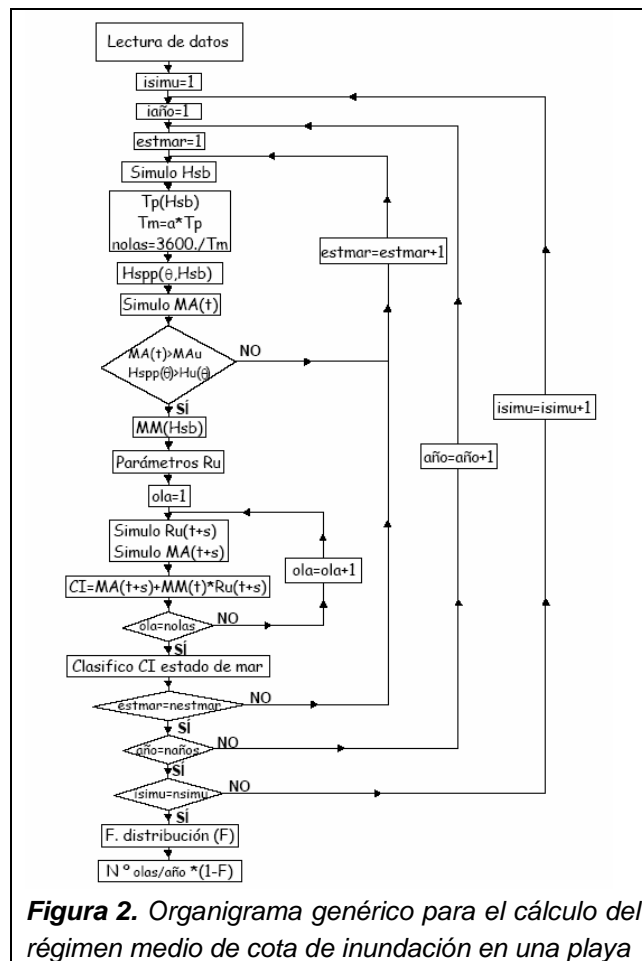 Lectura de datos
isimu=1
iaño=1
estmar=1
Simulo Hsb
Tp(Hsb)
Tm=a*Tp
nolas=3600./Tm
estmar=estmar+1
Hspp(θ,Hsb)
Simulo MA(t)
MA(t)>MAu
Hspp(θ)>Hu(θ)
NO
SÍ
isimu=isimu+1
MM(Hsb)
año=año+1
Parámetros Ru
ola=1
Simulo Ru(t+s)
Simulo MA(t+s)
ola=ola+1
CI=MA(t+s)+MM(t)*Ru(t+s)
ola=nolas
NO
SÍ
Clasifico CI estado de mar
estmar=nestmar
NO
SÍ
año=naños
NO
SÍ
isimu=nsimu
NO
SÍ
F. distribución (F)
Nº olas/año *(1-F)
Figura 2. Organigrama genérico para el cálculo del
régimen medio de cota de inundación en una playa